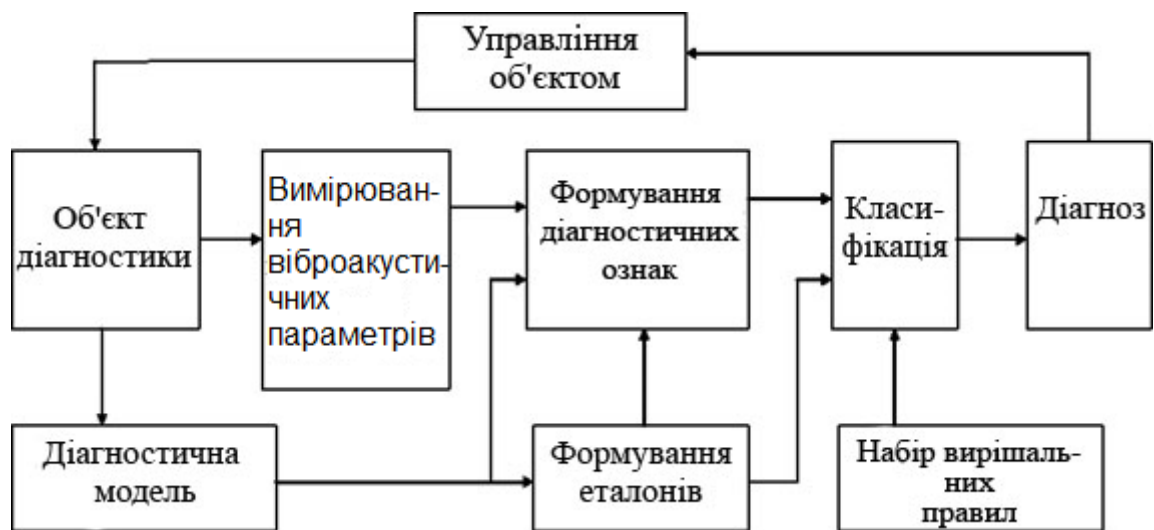 Управління
об'єктом
Об'єкт
діагностики
Вимірюван-
ня
віброакусти-
чних
параметрів
Формування
діагностичних
ознак
Класи-
фікація
Діагноз
Діагностична
модель
Формування
еталонів
Набір вирішаль-
них
правил